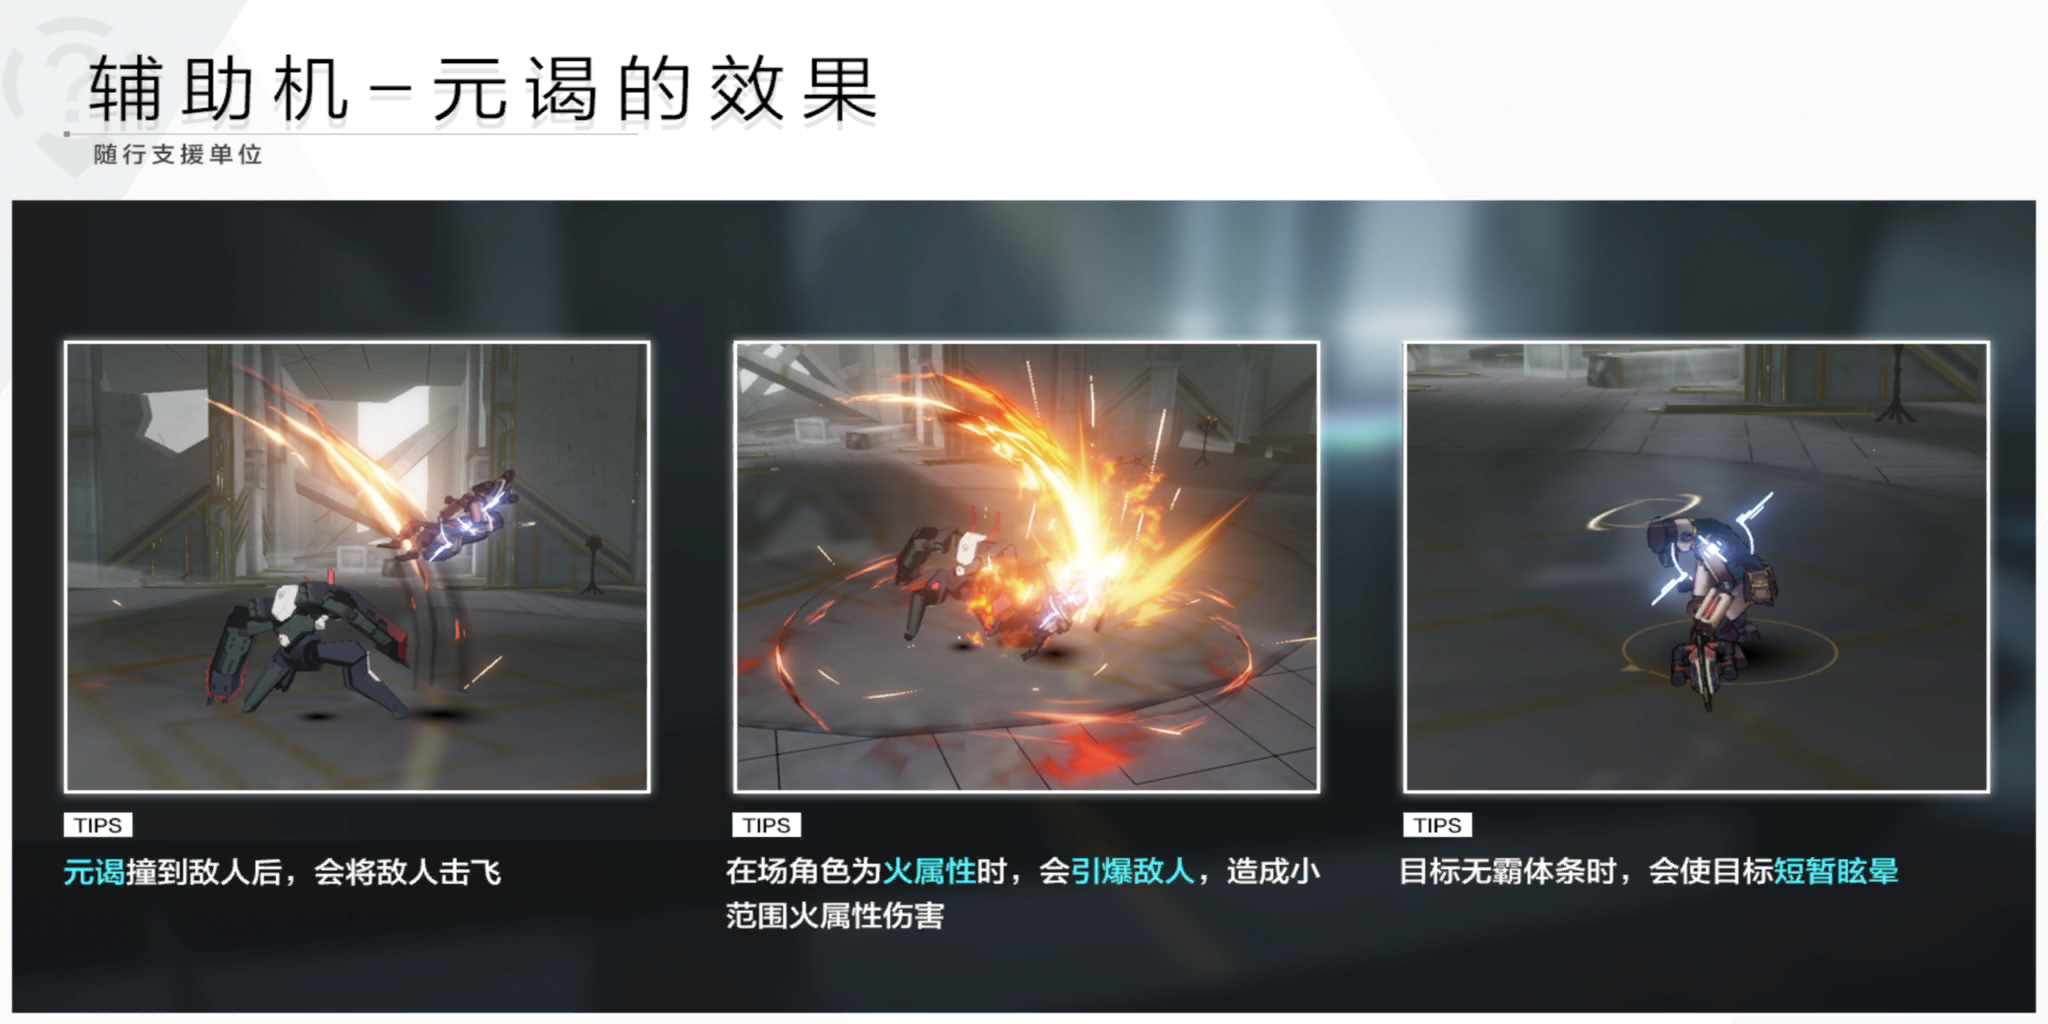 辅助机-元谒的效果
随行支援单位
TIPS
元谒撞到敌人后，会将敌人击飞
TIPS
在场角色为火属性时，会引爆敌人，造成小
范围火属性伤害
TIPS
目标无霸体条时，会使目标短暂眩晕